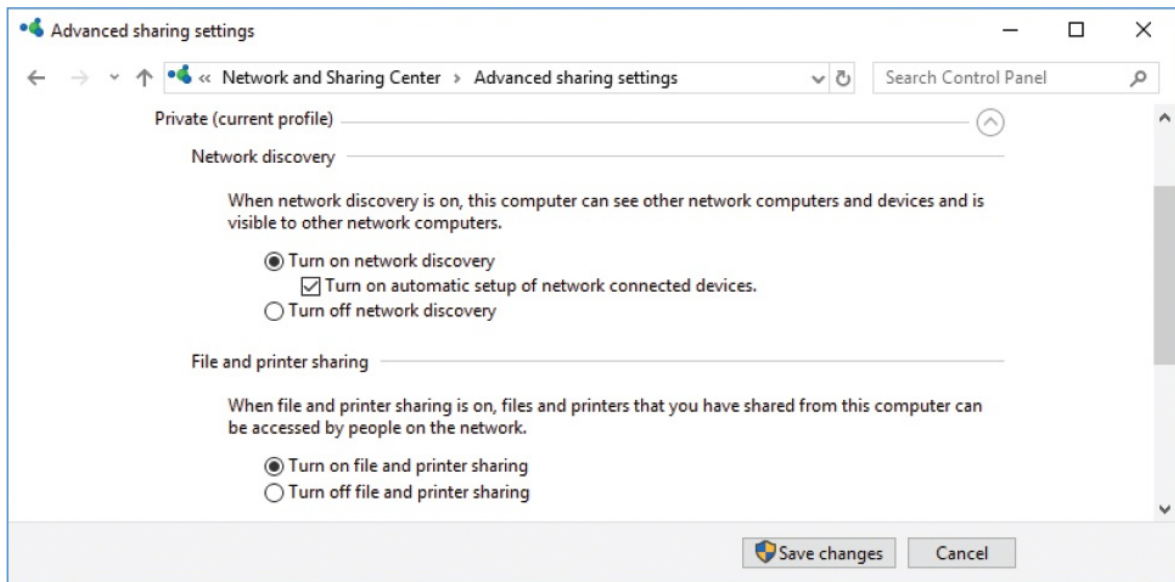 Advanced sharing settings
« Network and Sharing Center › Advanced sharing settings
Search Control Panel
Private (current profile)
Network discovery
When network discovery is on, this computer can see other network computers and devices and is
visible to other network computers.
Turn on network discovery
Turn on automatic setup of network connected devices.
Turn off network discovery
File and printer sharing
When file and printer sharing is on, files and printers that you have shared from this computer can
be accessed by people on the network.
Turn on file and printer sharing
Turn off file and printer sharing
Save changes
Cancel